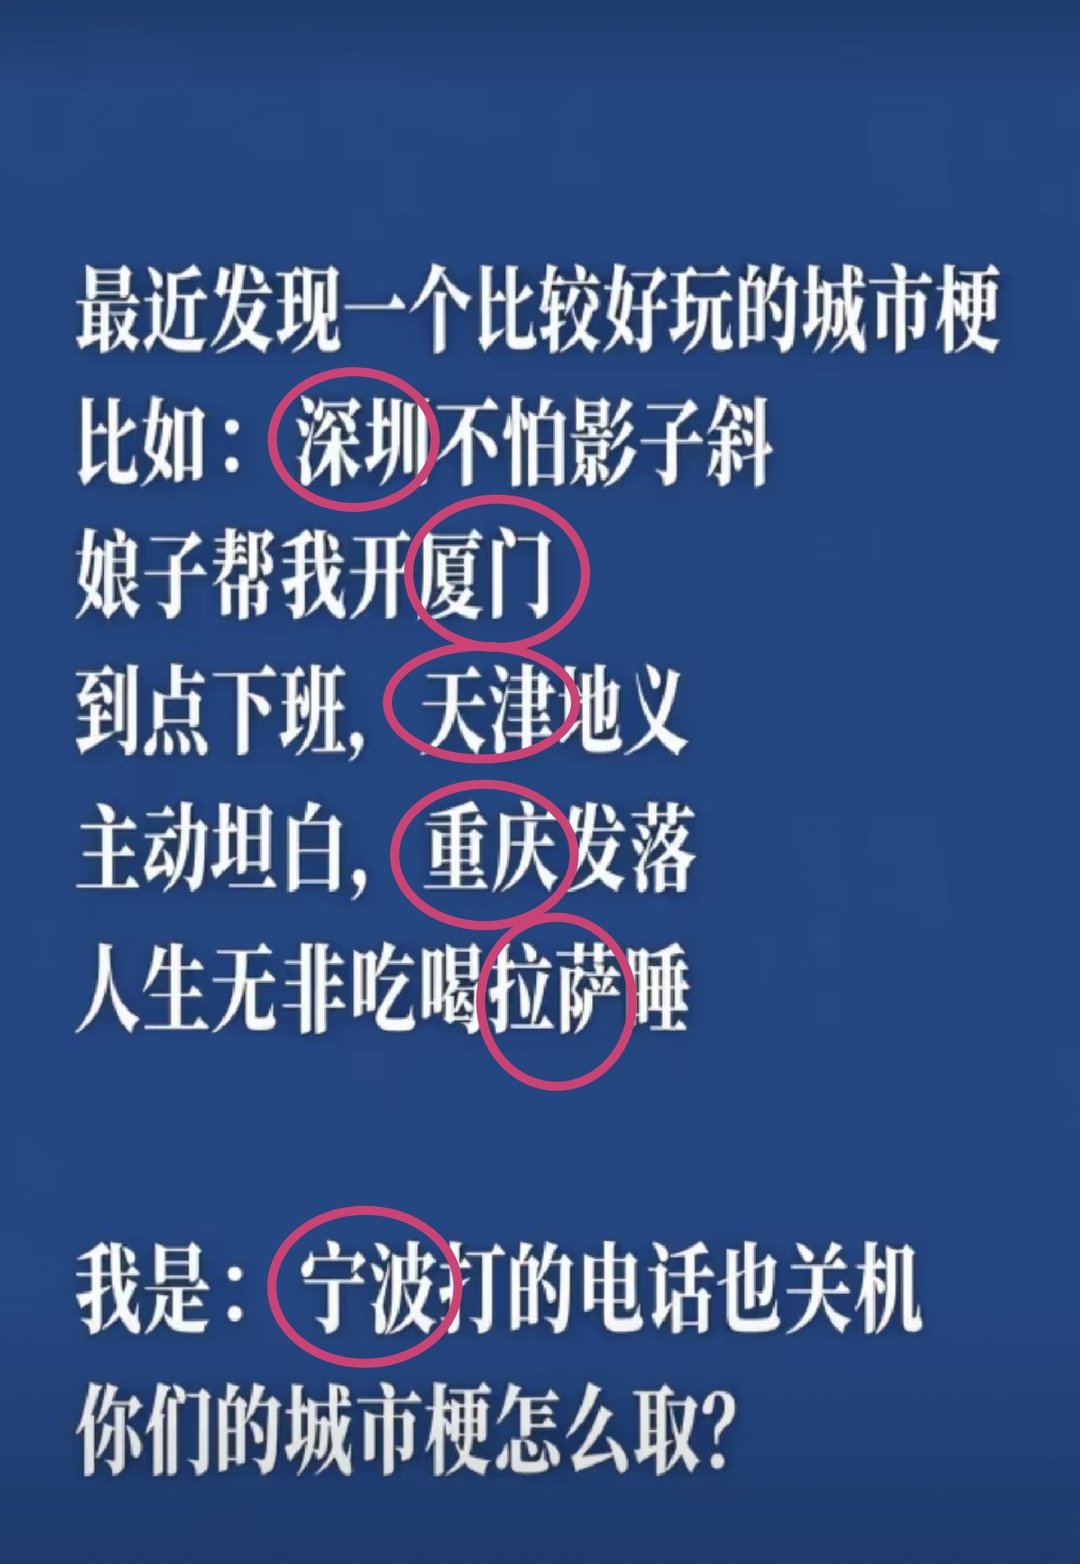 最近发现一个比较好玩的城市梗
比如：深圳不怕影子斜
娘子帮我开厦门
到点下班，天津地义
主动坦白，重庆发落
人生无非吃喝拉萨睡
我是：宁波打的电话也关机
你们的城市梗怎么取？